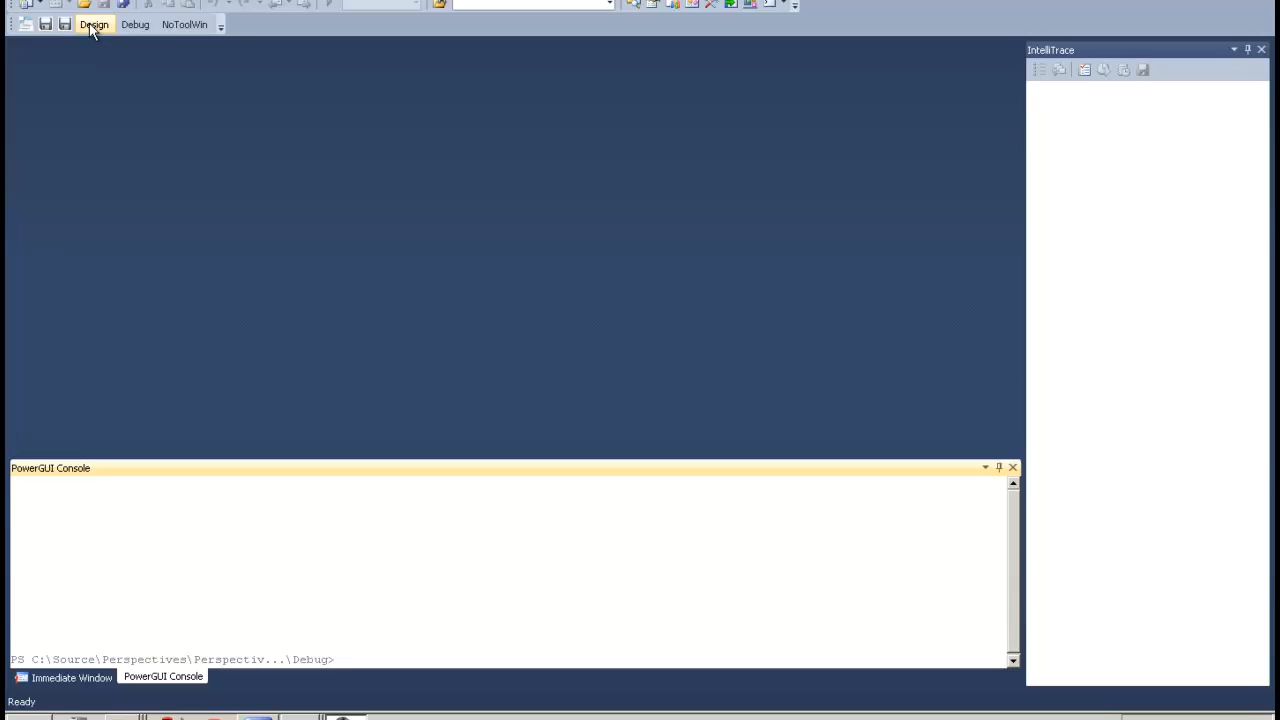 Design Debug NoToolWin
IntelliTrace
PowerGUI Console
PS C:\Source\Perspectives\Perspectiv...\Debug>
Immediate Window PowerGUI Console
Ready